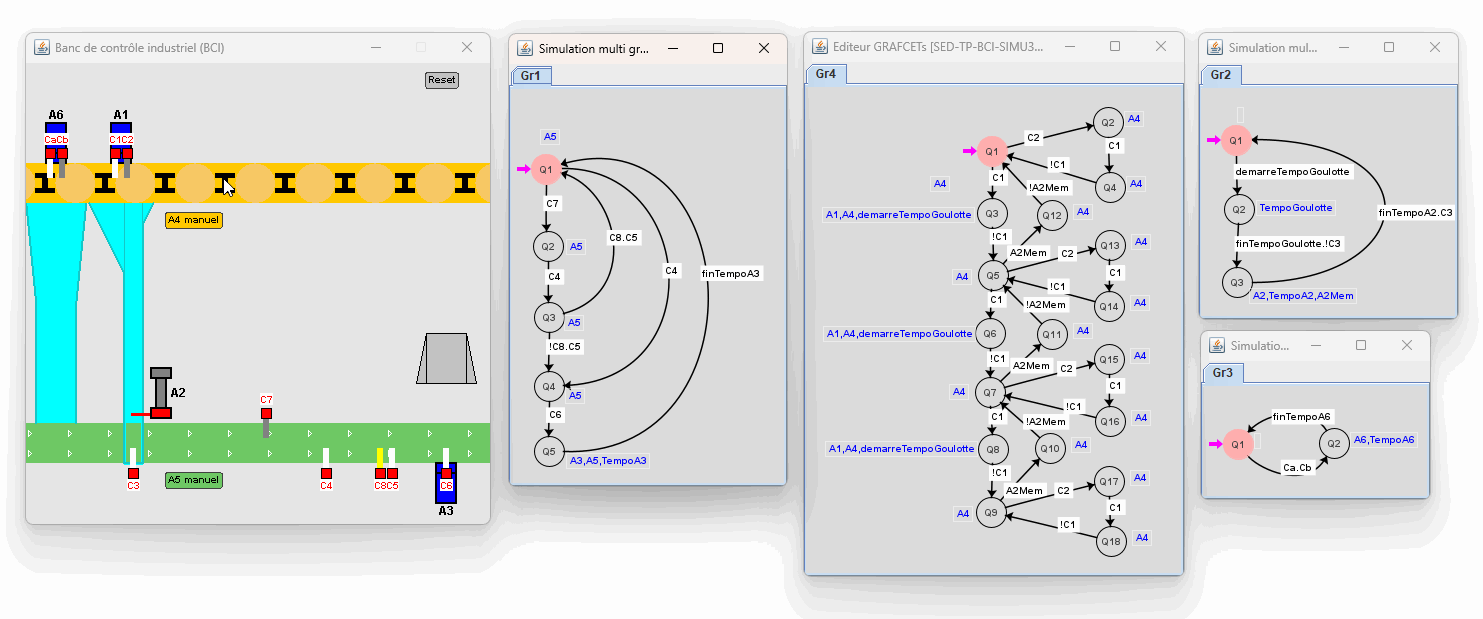 Banc de contrôle industriel (BCI)
Reset
A6
A1
CaCb
C1C2
A4 manuel
A2
C7
A5 manuel
C3
C4
C8C5
C6
A3
Simulation multi gr...
Gr1
A5
Q1
C7
Q2
A5
C8.C5
C4
C4
finTempoA3
Q3
A5
!C8.C5
Q4
A5
C6
Q5
A3,A5,TempoA3
Editeur GRAFCETs [SED-TP-BCI-SIMU3...
Gr4
Q2
A4
C2
Q1
C1
!C1
C1
A4
!A2Mem
Q4
A4
A1,A4,demarreTempoGoulotte
Q3
Q12
A4
!C1
A2Mem
C2
Q13
A4
A4
Q5
C1
!C1
C1
!A2Mem
Q14
A4
A1,A4,demarreTempoGoulotte
Q6
Q11
A4
!C1
A2Mem
C2
Q15
A4
A4
Q7
C1
!C1
C1
!A2Mem
Q16
A4
A1,A4,demarreTempoGoulotte
Q8
Q10
A4
!C1
A2Mem
C2
Q17
A4
A4
Q9
C1
!C1
Q18
A4
Simulation mul...
Gr2
Q1
demarreTempoGoulotte
Q2
TempoGoulotte
finTempoA2.C3
finTempoGoulotte.!C3
Q3
A2,TempoA2,A2Mem
Simulatio...
Gr3
finTempoA6
Q1
Q2
A6,TempoA6
Ca.Cb